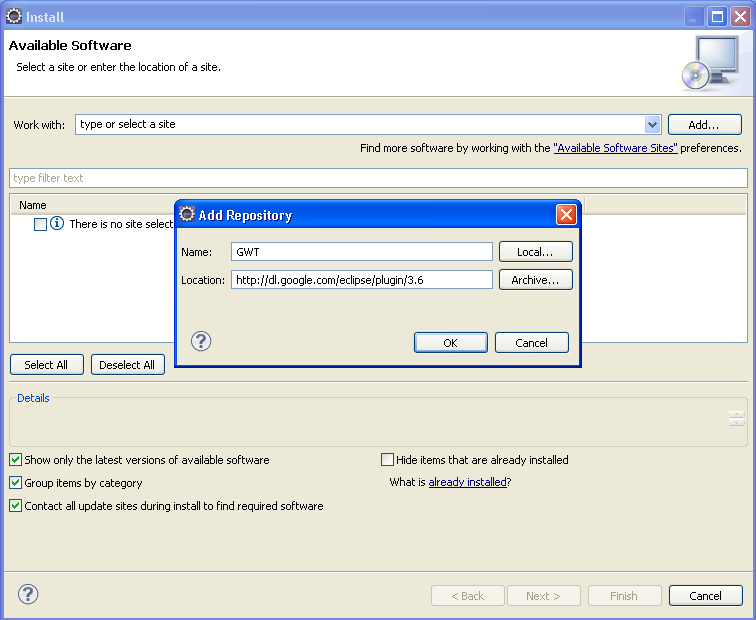 Install
Available Software
Select a site or enter the location of a site.
Work with: type or select a site Add...
Find more software by working with the "Available Software Sites" preferences.
type filter text
Name
There is no site select
Add Repository
Name: GWT Local...
Location: http://dl.google.com/eclipse/plugin/3.6 Archive...
? OK Cancel
Select All Deselect All
Details
Show only the latest versions of available software Hide items that are already installed
Group items by category What is already installed?
Contact all update sites during install to find required software
? < Back Next > Finish Cancel